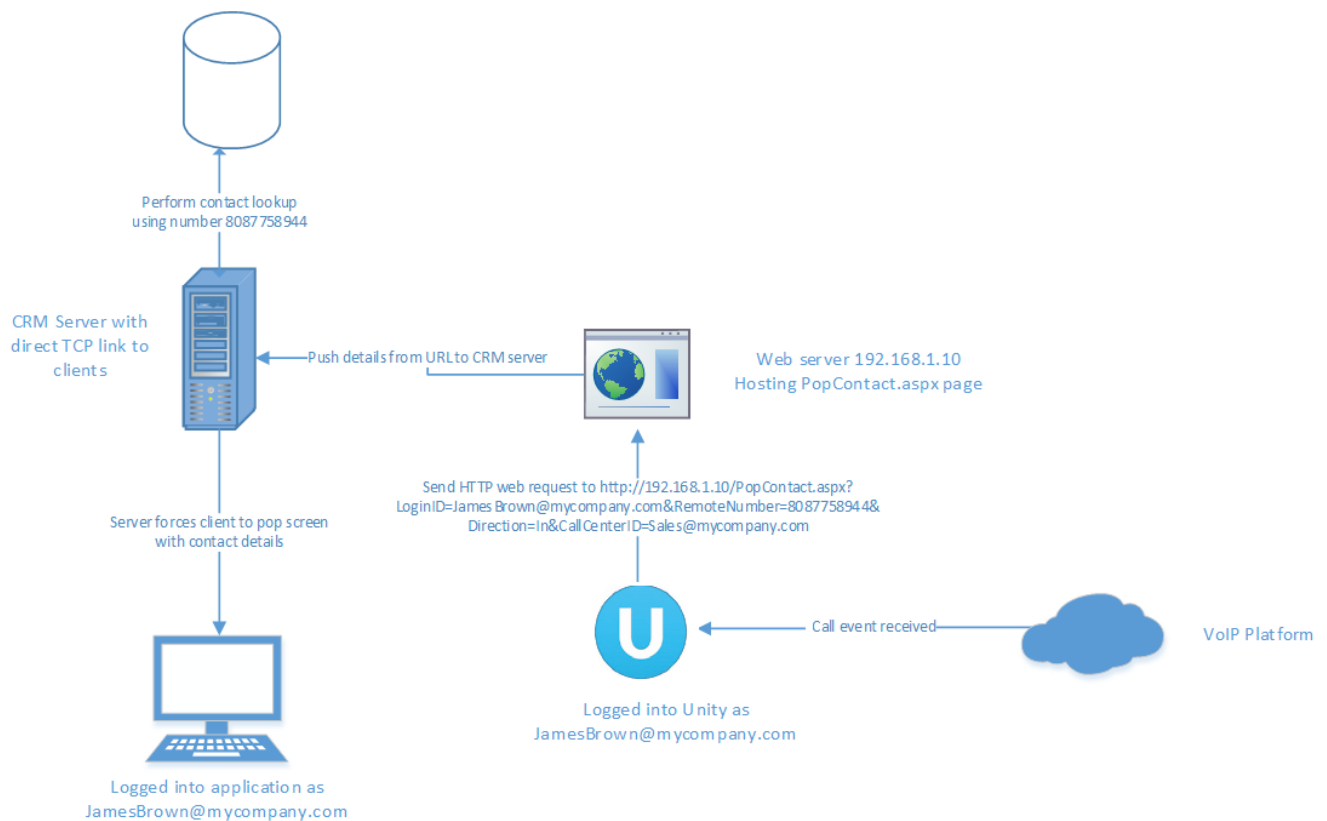 Perform contact lookup
using number 8087758944
CRM Server with
direct TCP link to
clients
Push details from URL to CRM server
Web server 192.168.1.10
Hosting PopContact.aspx page
Send HTTP web request to http://192.168.1.10/PopContact.aspx?
LoginID=JamesBrown@mycompany.com&RemoteNumber=8087758944&
Direction=In&CallCenterID=Sales@mycompany.com
Server forces client to pop screen
with contact details
U
Call event received
VoIP Platform
Logged into Unity as
JamesBrown@mycompany.com
Logged into application as
JamesBrown@mycompany.com